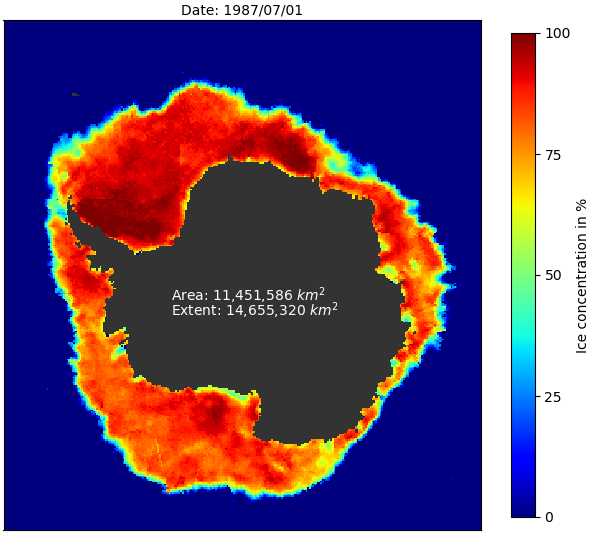 Date: 1987/07/01
100
75
50
25
0
Ice concentration in %
Area: 11,451,586 km²
Extent: 14,655,320 km²